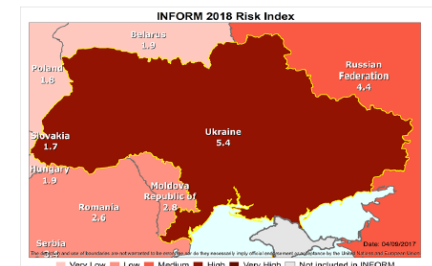 INFORM 2018 Risk Index
Belarus
1.9
Poland
1.8
Russian
Federation
4.4
Ukraine
5.4
Slovakia
1.7
Hungary
1.9
Moldova
Republic of
2.8
Romania
2.6
Serbia
Date: 04/09/2017
Very Low Low Medium High Very High Not included in INFORM